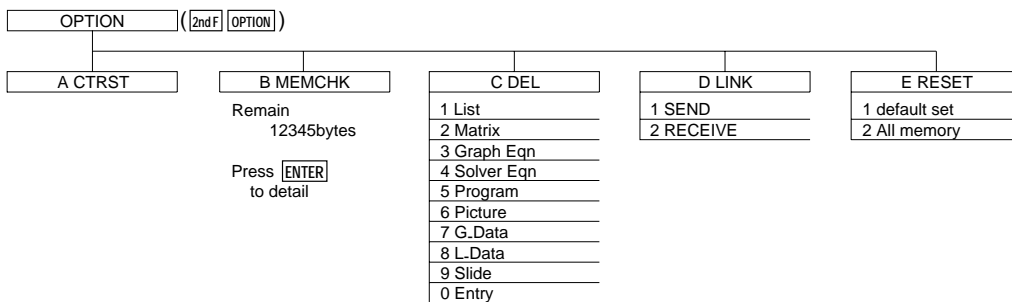 OPTION (2nd F OPTION)
A CTRST
B MEMCHK
Remain
12345bytes
Press ENTER
to detail
C DEL
1 List
2 Matrix
3 Graph Eqn
4 Solver Eqn
5 Program
6 Picture
7 G_Data
8 L_Data
9 Slide
0 Entry
D LINK
1 SEND
2 RECEIVE
E RESET
1 default set
2 All memory